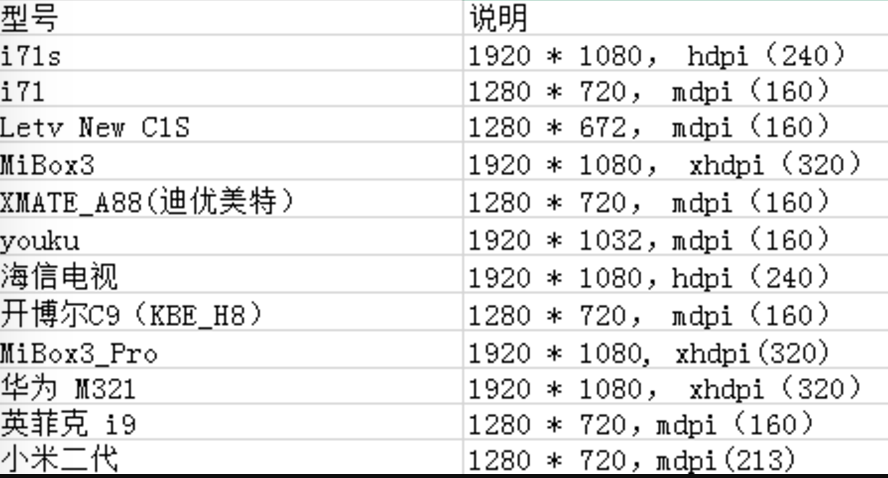 型号 说明
i71s 1920 * 1080， hdpi（240）
i71 1280 * 720， mdpi（160）
Letv New C1S 1280 * 672， mdpi（160）
MiBox3 1920 * 1080， xhdpi（320）
XMATE_A88(迪优美特） 1280 * 720， mdpi（160）
youku 1920 * 1032，mdpi（160）
海信电视 1920 * 1080，hdpi（240）
开博尔C9（KBE_H8） 1280 * 720， mdpi（160）
MiBox3_Pro 1920 * 1080, xhdpi(320)
华为 M321 1920 * 1080， xhdpi（320）
英菲克 i9 1280 * 720，mdpi（160）
小米二代 1280 * 720，mdpi(213)